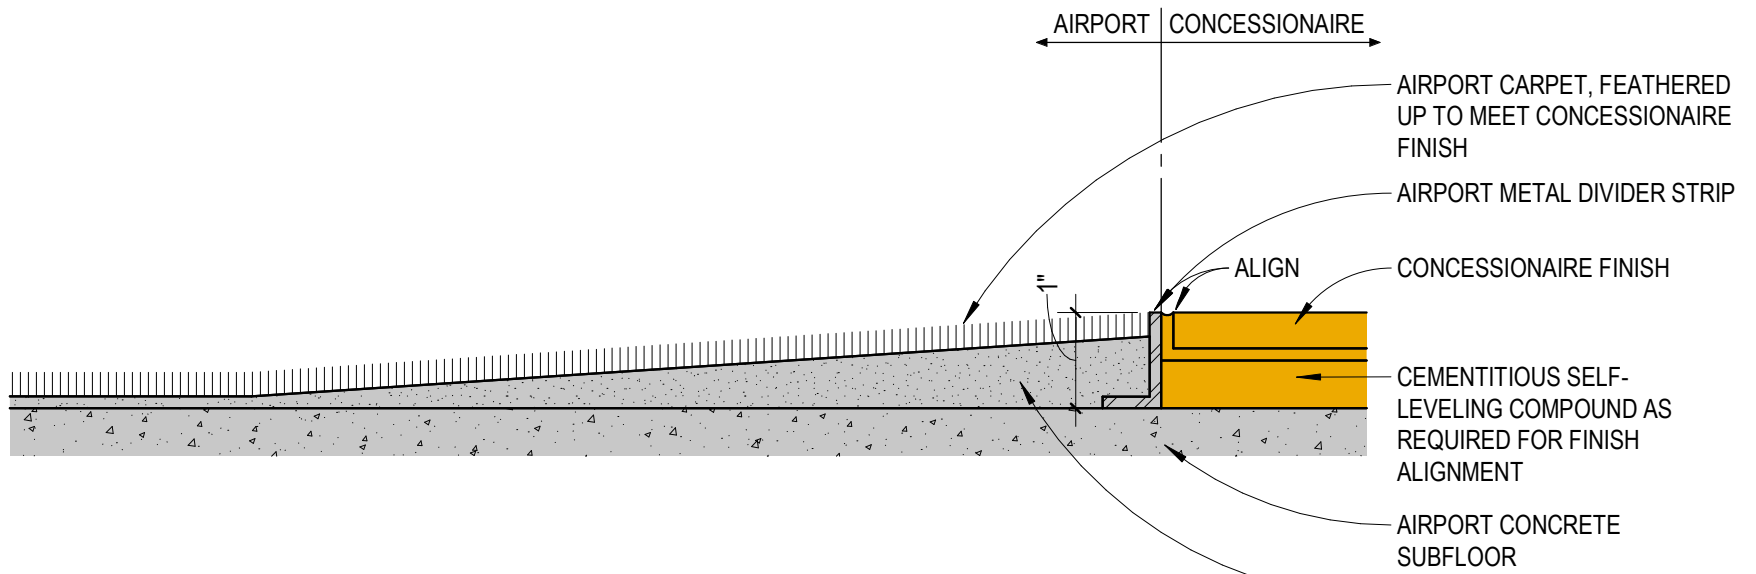 AIRPORT CONCESSIONAIRE
AIRPORT CARPET, FEATHERED
UP TO MEET CONCESSIONAIRE
FINISH
AIRPORT METAL DIVIDER STRIP
ALIGN
CONCESSIONAIRE FINISH
1"
CEMENTITIOUS SELF-
LEVELING COMPOUND AS
REQUIRED FOR FINISH
ALIGNMENT
AIRPORT CONCRETE
SUBFLOOR